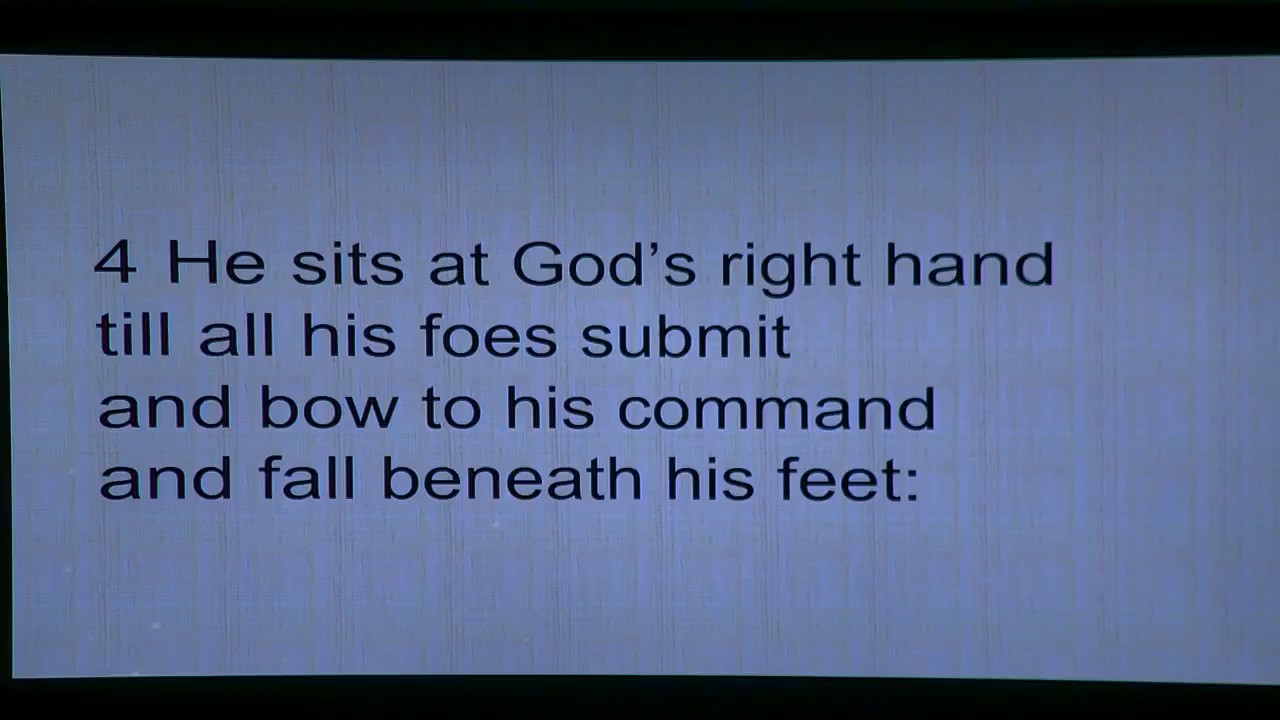 4 He sits at God’s right hand
till all his foes submit
and bow to his command
and fall beneath his feet: